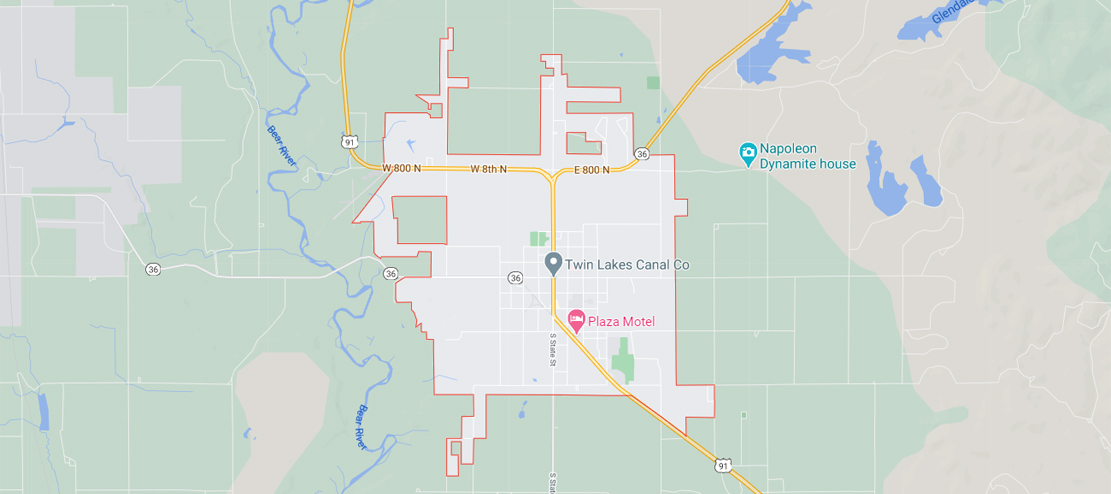 Glendale
91
Bear River
36
Napoleon
Dynamite house
W 800 N
W 8th N
E 800 N
36
36
36
Twin Lakes Canal Co
Plaza Motel
S State St
Bear River
91
S State St